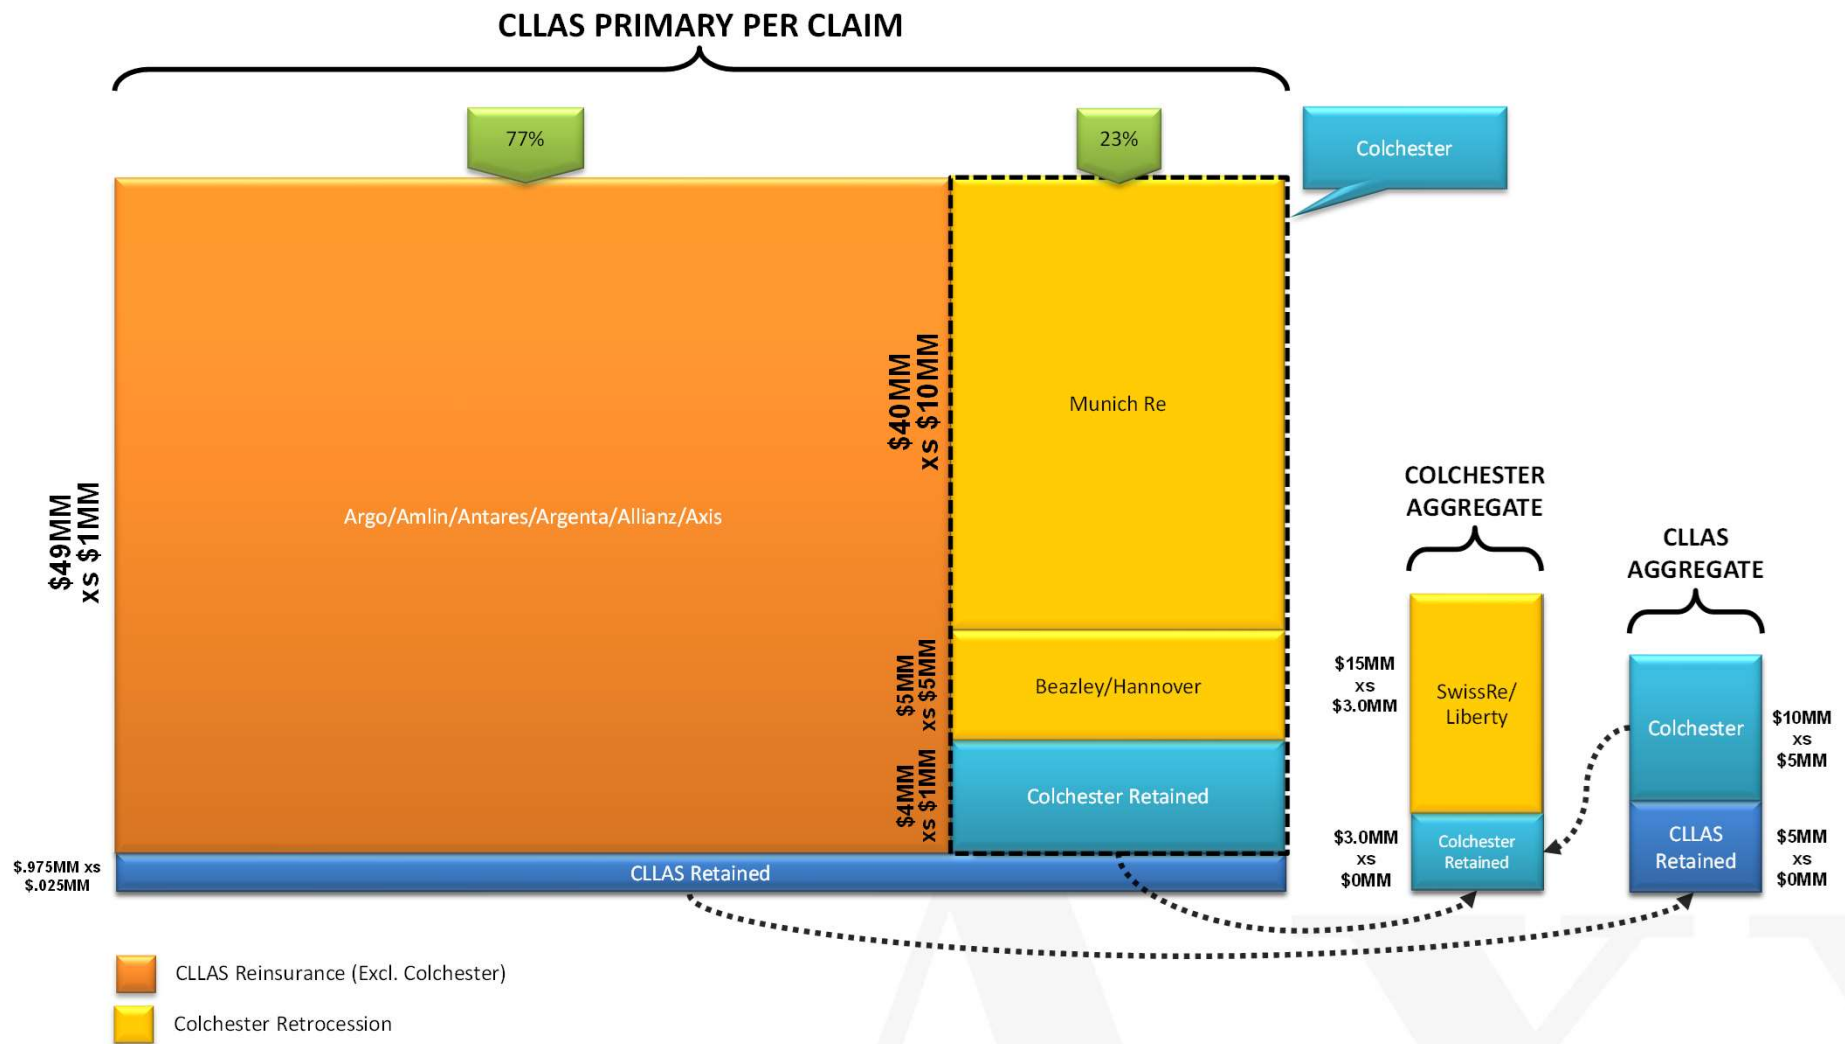 CLLAS PRIMARY PER CLAIM
77%
23%
Colchester
$49MM
xs $1MM
Argo/Amlin/Antares/Argenta/Allianz/Axis
$40MM
xs $10MM
Munich Re
$5MM
xs $5MM
Beazley/Hannover
$4MM
xs $1MM
Colchester Retained
$.975MM xs
$.025MM
CLLAS Retained
COLCHESTER
AGGREGATE
$15MM
xs
$3.0MM
SwissRe/
Liberty
$3.0MM
xs
$0MM
Colchester
Retained
CLLAS
AGGREGATE
Colchester
$10MM
xs
$5MM
CLLAS
Retained
$5MM
xs
$0MM
CLLAS Reinsurance (Excl. Colchester)
Colchester Retrocession